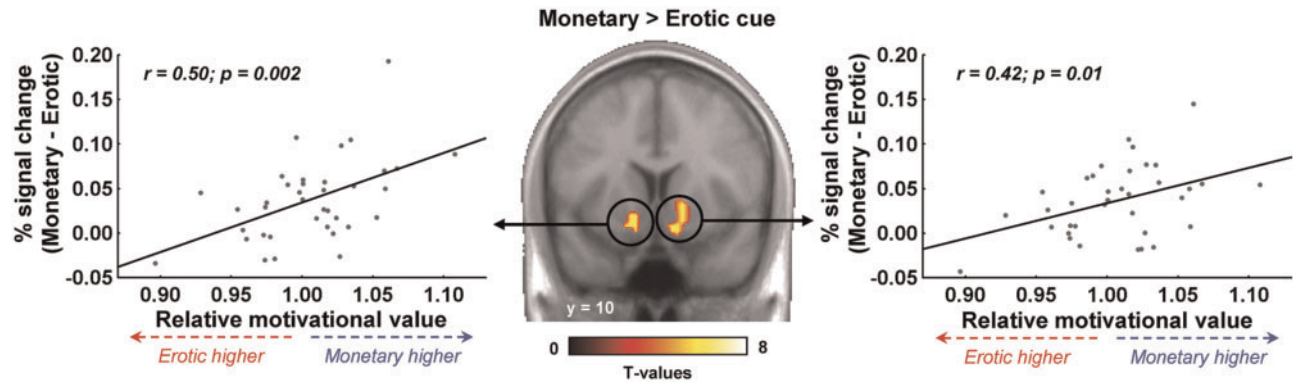 Monetary > Erotic cue
% signal change
(Monetary - Erotic)
0.20
0.15
0.10
0.05
0.00
-0.05
r = 0.50; p = 0.002
0.90 0.95 1.00 1.05 1.10
Relative motivational value
Erotic higher Monetary higher
y = 10
0 8
T-values
% signal change
(Monetary - Erotic)
0.20
0.15
0.10
0.05
0.00
-0.05
r = 0.42; p = 0.01
0.90 0.95 1.00 1.05 1.10
Relative motivational value
Erotic higher Monetary higher